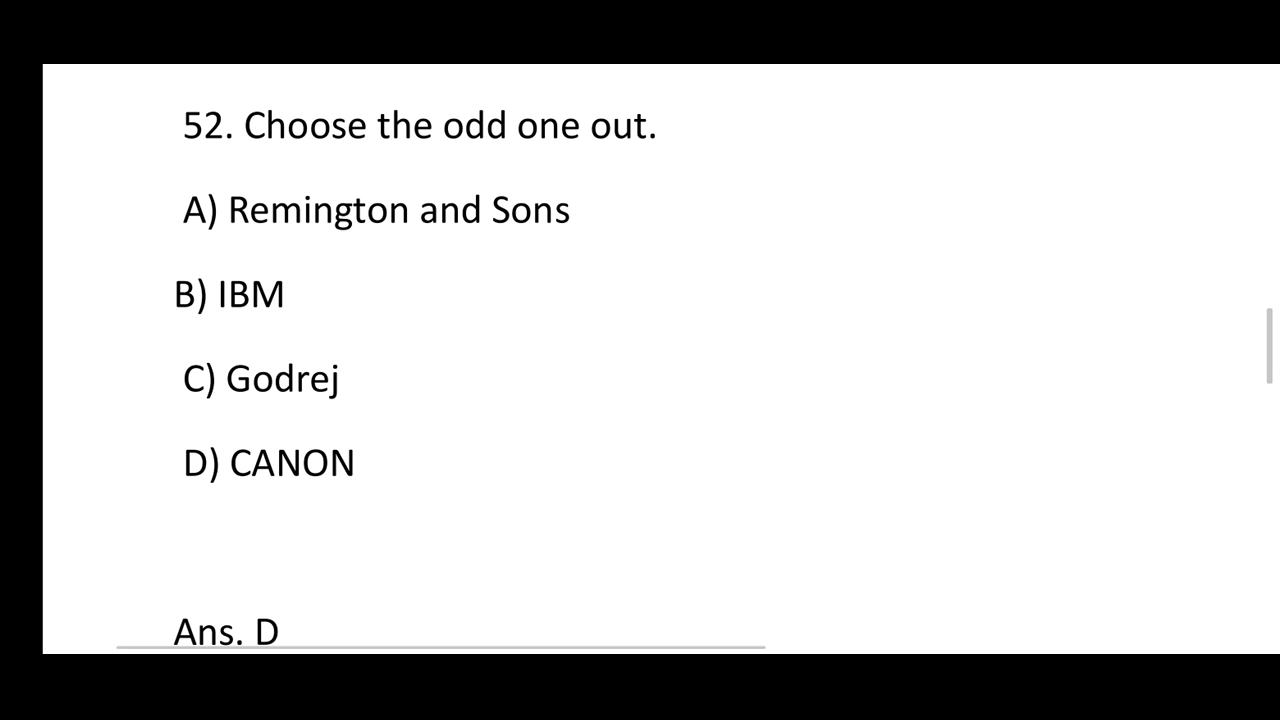 52. Choose the odd one out.
A) Remington and Sons
B) IBM
C) Godrej
D) CANON
Ans. D